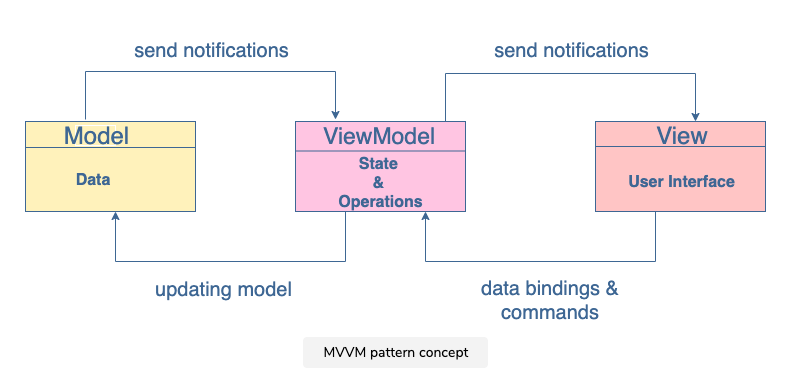 send notifications
send notifications
Model
ViewModel
View
Data
State
&
Operations
User Interface
updating model
data bindings &
commands
MVVM pattern concept